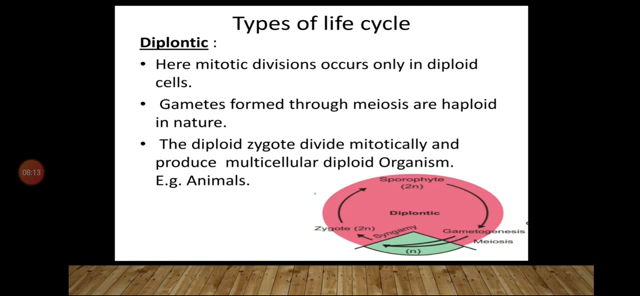 Types of life cycle
Diplontic :
• Here mitotic divisions occurs only in diploid
cells.
• Gametes formed through meiosis are haploid
in nature.
• The diploid zygote divide mitotically and
produce multicellular diploid Organism.
E.g. Animals.
08:13
Sporophyte
(2n)
Diplontic
Zygote (2n)
Syngamy
Gametogenesis
Meiosis
(n)